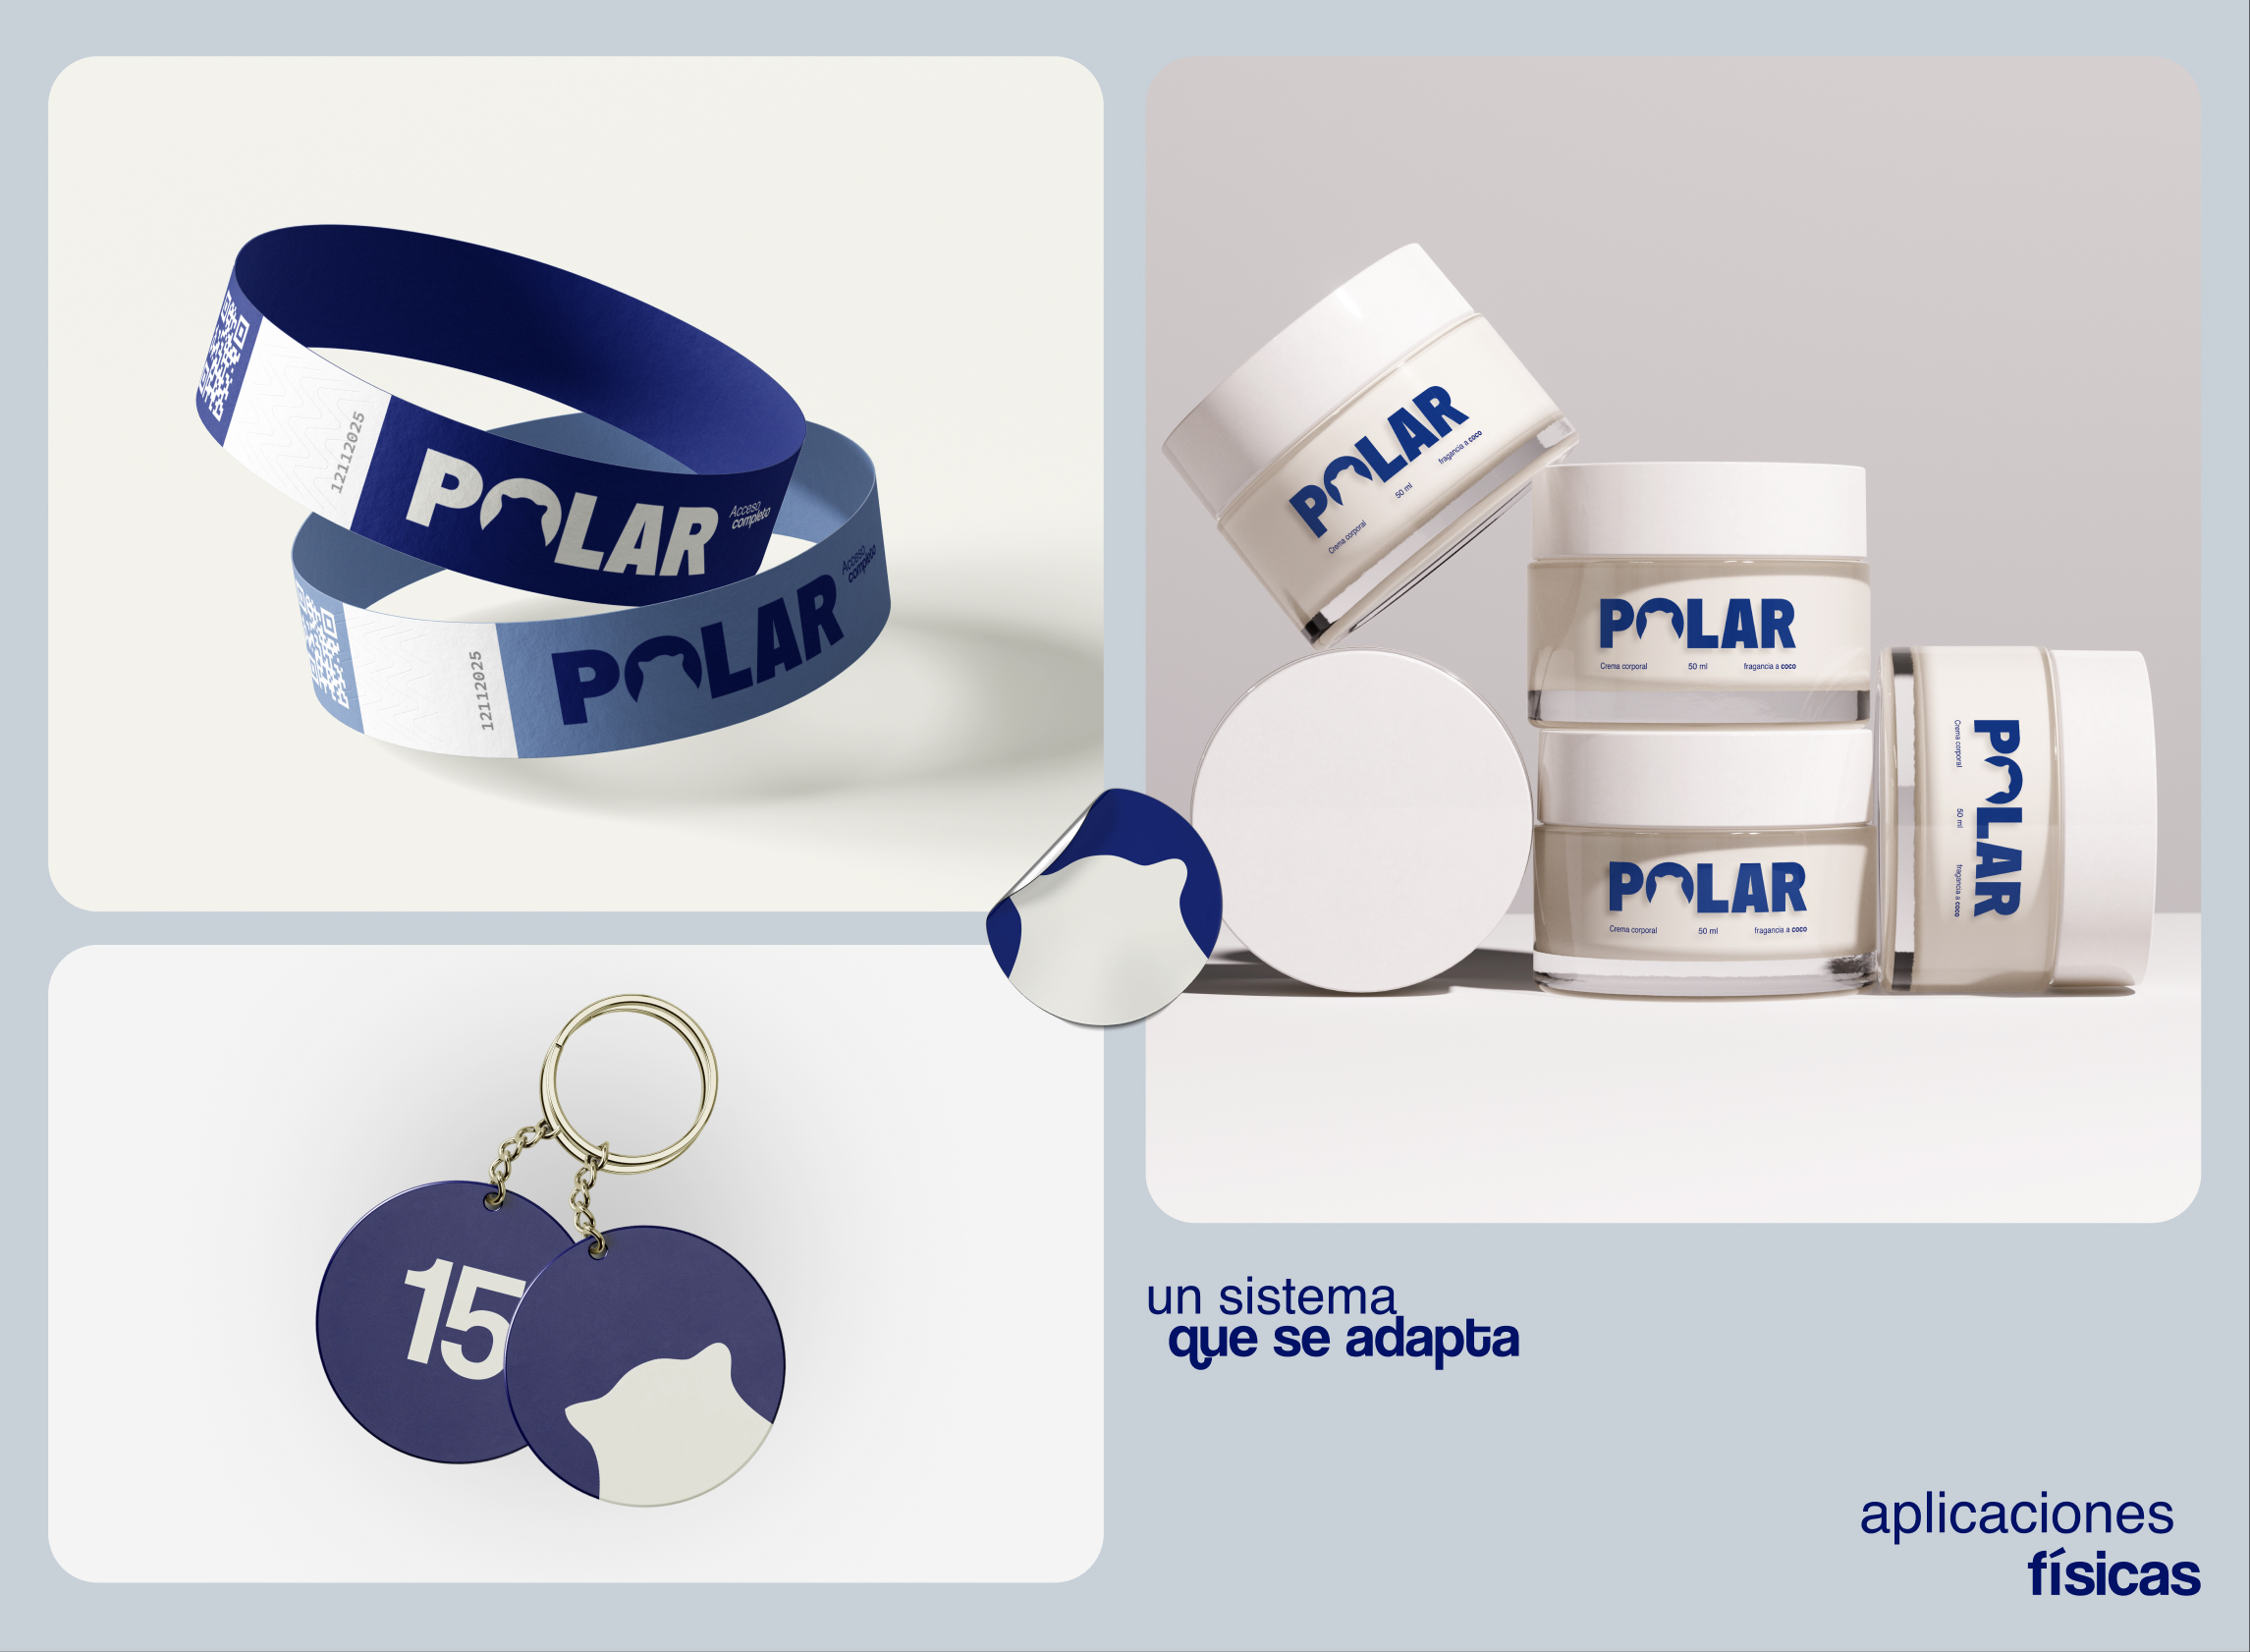 12112025
POLAR
Acceso
completo
12112025
POLAR
Acceso
completo
POLAR
Crema corporal 50 ml fragancia a coco
POLAR
Crema corporal 50 ml fragancia a coco
POLAR
Crema corporal 50 ml fragancia a coco
POLAR
Crema corporal 50 ml fragancia a coco
15
un sistema
que se adapta
aplicaciones
físicas